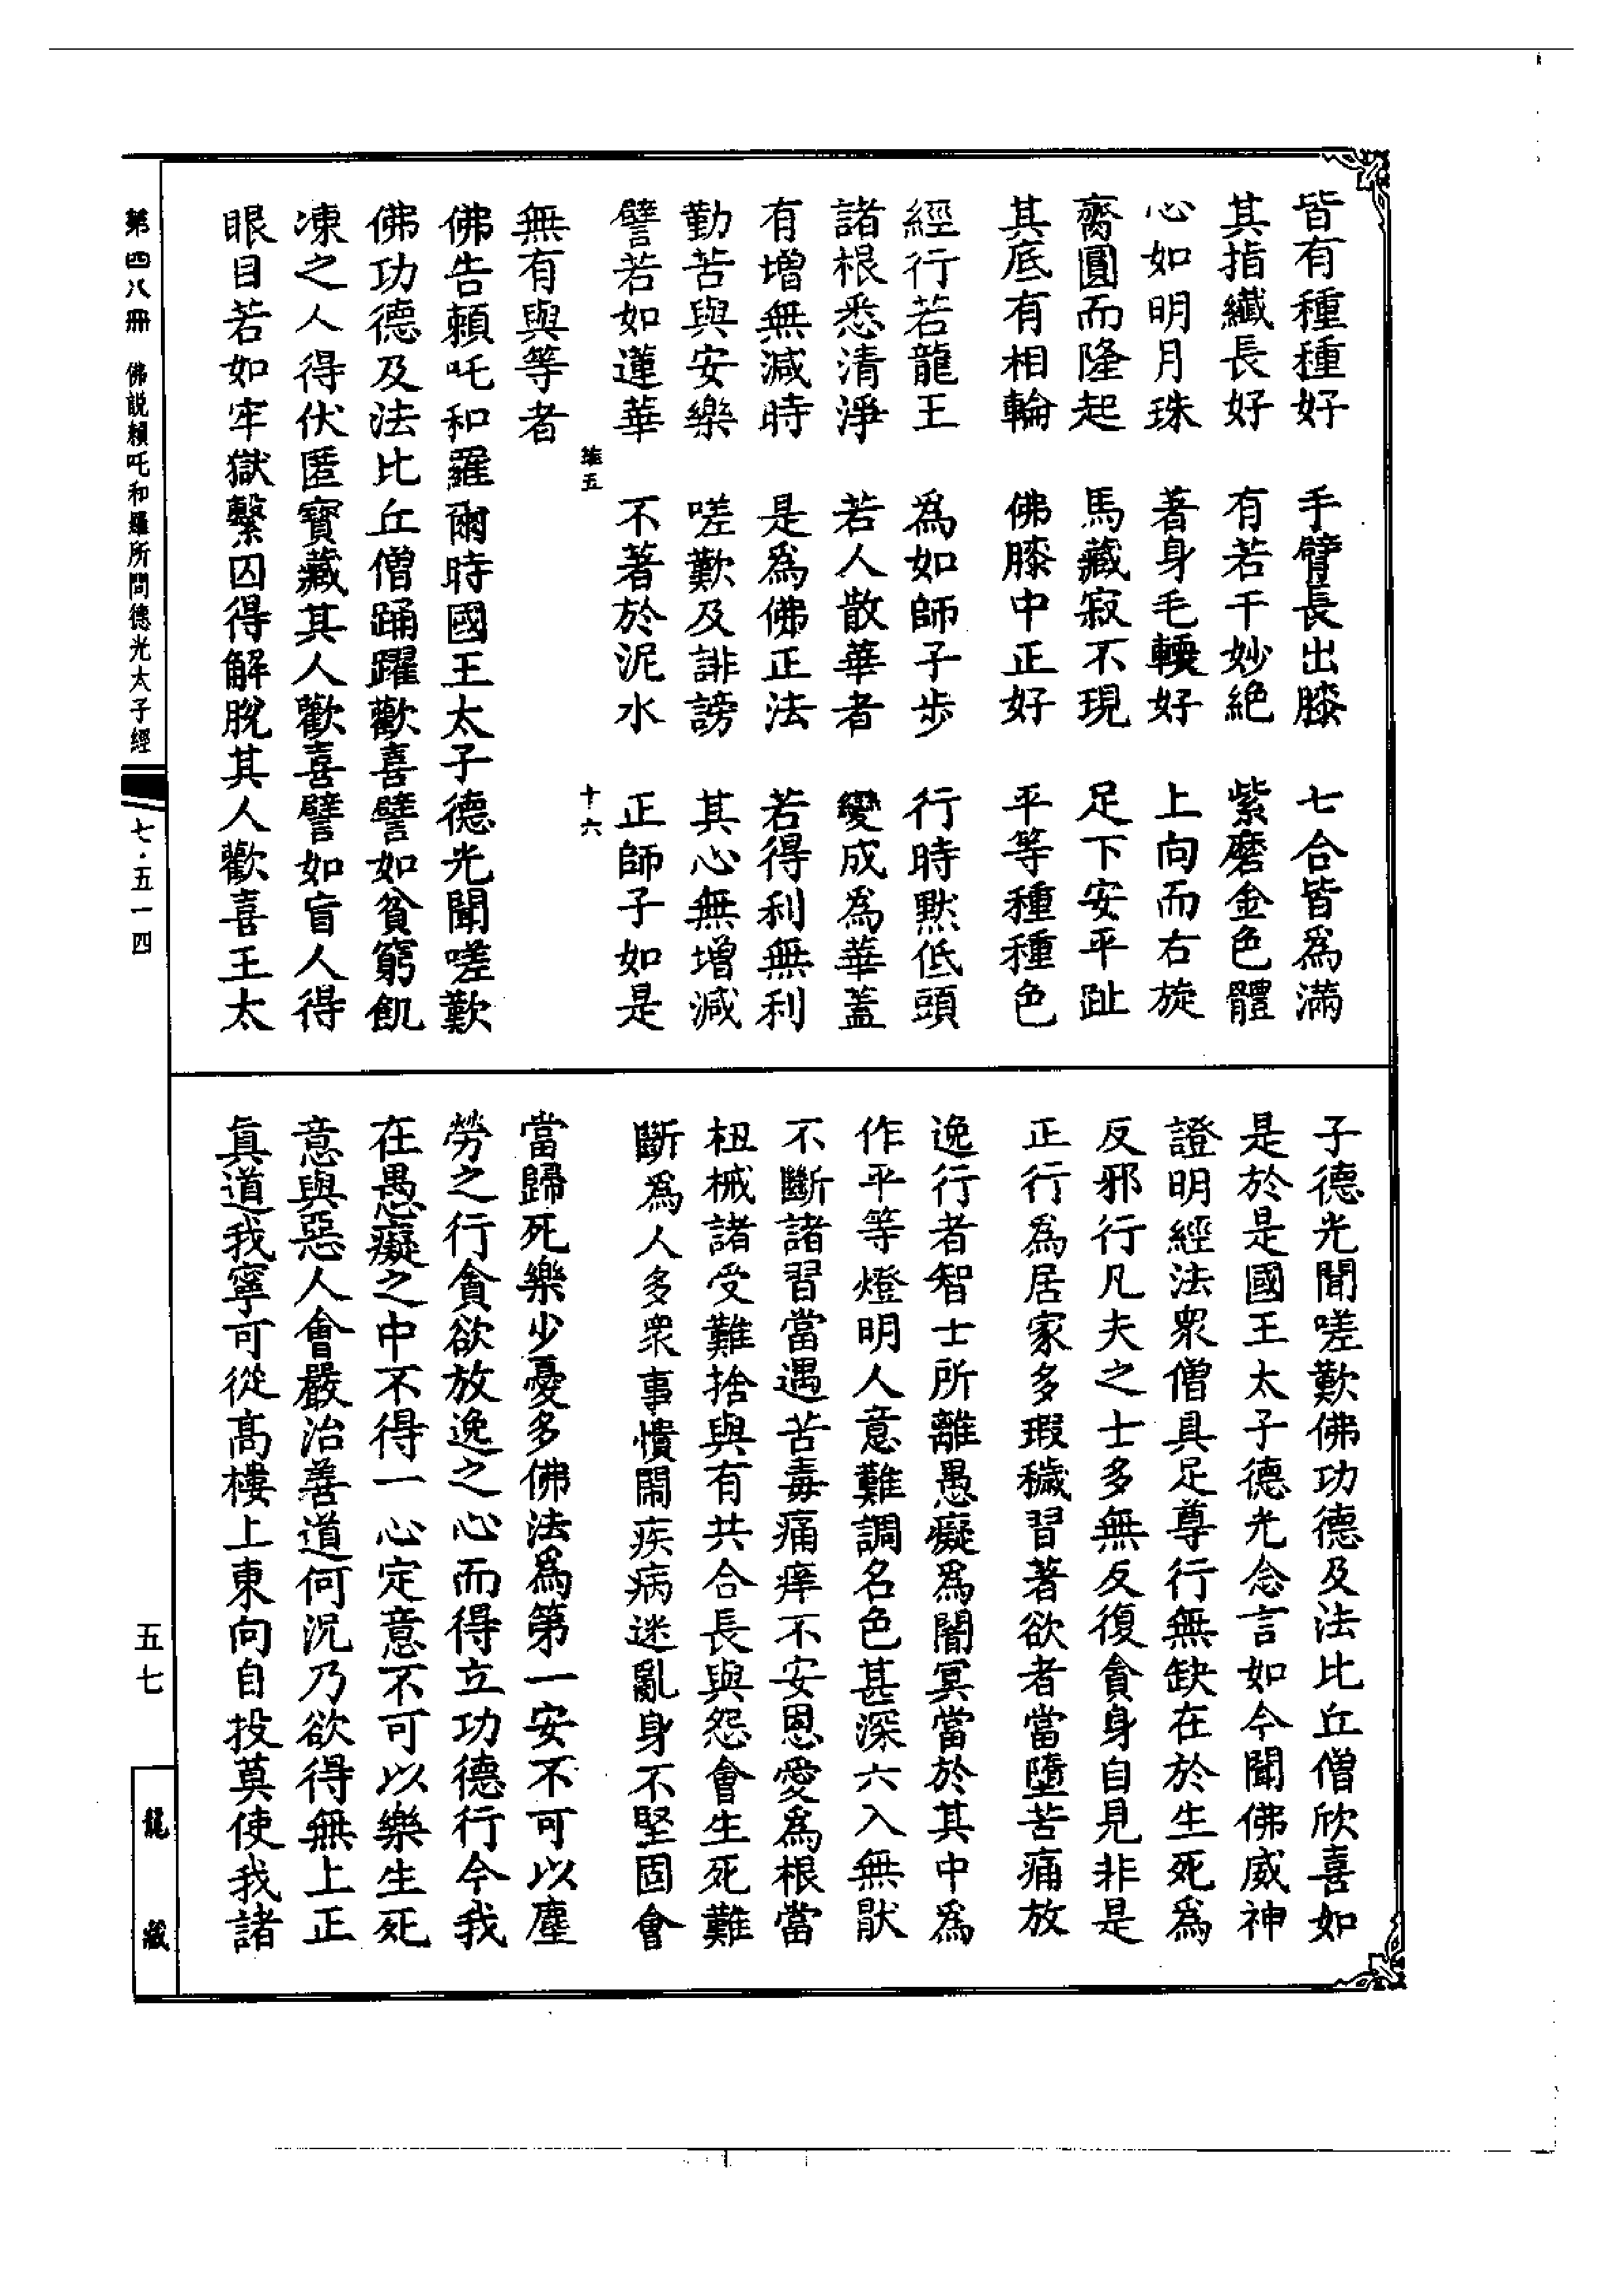 皆有種種好　手臂長出膝　七合皆爲滿
其指纖長好　有若干妙絕　紫磨金色體
心如明月珠　著身毛輭好　上向而右旋
齎圓而隆起　馬藏寂不現　足下安平趾
其底有相輪　佛膝中正好　平等種種色
經行若龍王　爲如師子步　行時默低頭
諸根悉清淨　若人散華者　變成爲華蓋
有增無減時　是爲佛正法　若得利無利
勤苦與安樂　嗟歎及誹謗　其心無增減
譬若如蓮華　不著於泥水　正師子如是
五　十六
無有與等者
佛告賴吒和羅爾時國王太子德光聞嗟歎
佛功德及法比丘僧踊躍歡喜譬如貧窮飢
凍之人得伏匿寶藏其人歡喜譬如盲人得
眼目若如牢獄繫囚得解脫其人歡喜王太
子德光聞嗟歎佛功德及法比丘僧欣喜如
是於是國王太子德光念言如今聞佛威神
證明經法衆僧具足尊行無缺在於生死爲
反邪行凡夫之士多無反復貪身自見非是
正行爲居家多瑕穢習著欲者當墮苦痛放
逸行者智士所離愚癡爲闇冥當於其中爲
作平等燈明人意難調名色甚深六入無猒
不斷諸習當遇苦毒痛痒不安恩愛爲根當
杻械諸受難捨與有共合長與怨會生死難
斷爲人多衆事憒閙疾病迷亂身不堅固會
當歸死樂少憂多佛法爲第一安不可以塵
勞之行貪欲放逸之心而得立功德行今我
在愚癡之中不得一心定意不可以樂生死
意與惡人會嚴治善道何況乃欲得無上正
真道我寧可從高樓上東向自投莫使我諸
第四八冊　佛說賴吒和羅所問德光太子經
七·五一四
五七
龍藏